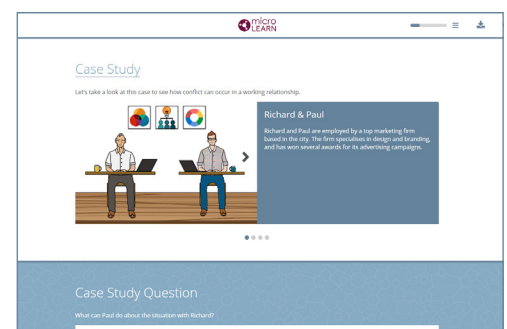 micro
LEARN
Case Study
Let's take a look at this case to see how conflict can occur in a working relationship.
Richard & Paul
Richard and Paul are employed by a top marketing firm
based in the city. The firm specialises in design and branding,
and has won several awards for its advertising campaigns.
Case Study Question
What can Paul do about the situation with Richard?